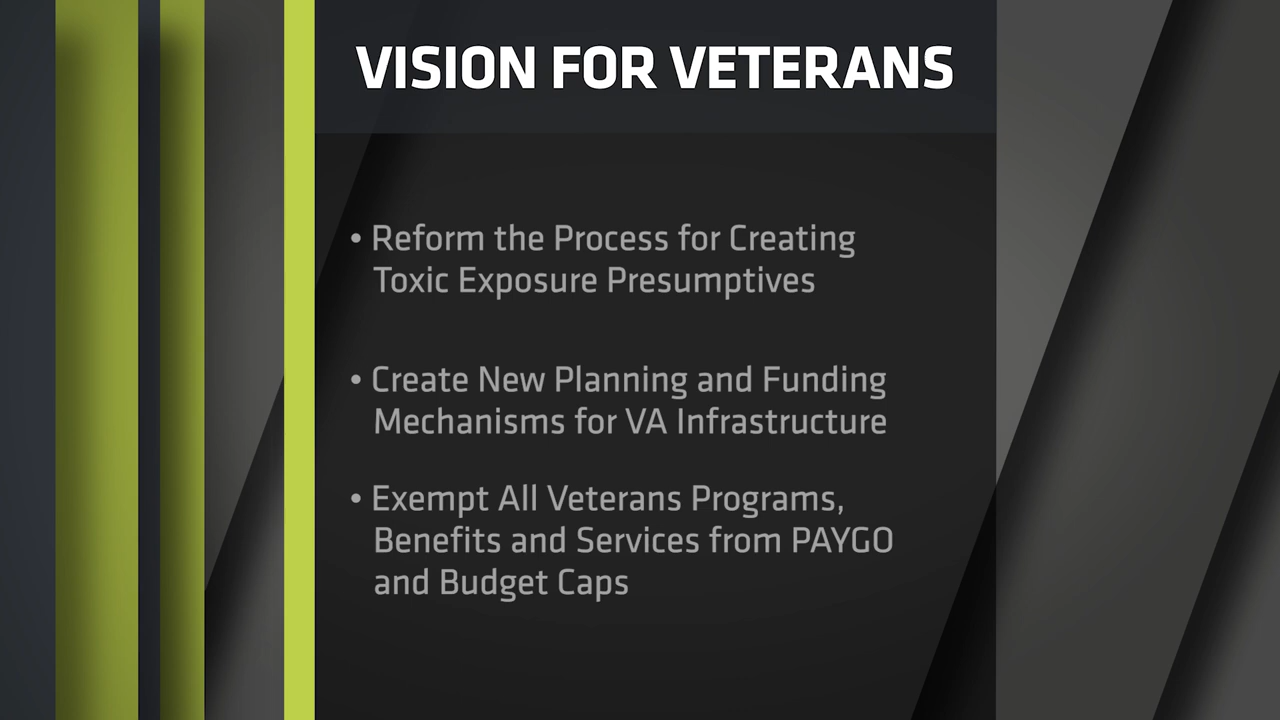 VISION FOR VETERANS
• Reform the Process for Creating
Toxic Exposure Presumptives
• Create New Planning and Funding
Mechanisms for VA Infrastructure
• Exempt All Veterans Programs,
Benefits and Services from PAYGO
and Budget Caps